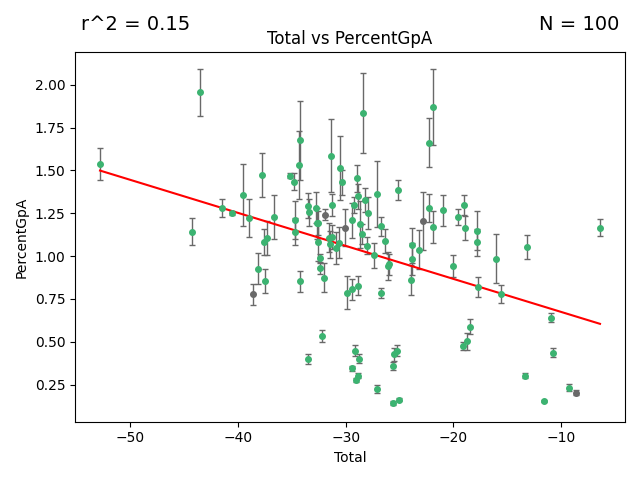 r^2 = 0.15
N = 100
Total vs PercentGpA
PercentGpA
2.00
1.75
1.50
1.25
1.00
0.75
0.50
0.25
−50
−40
−30
−20
−10
Total